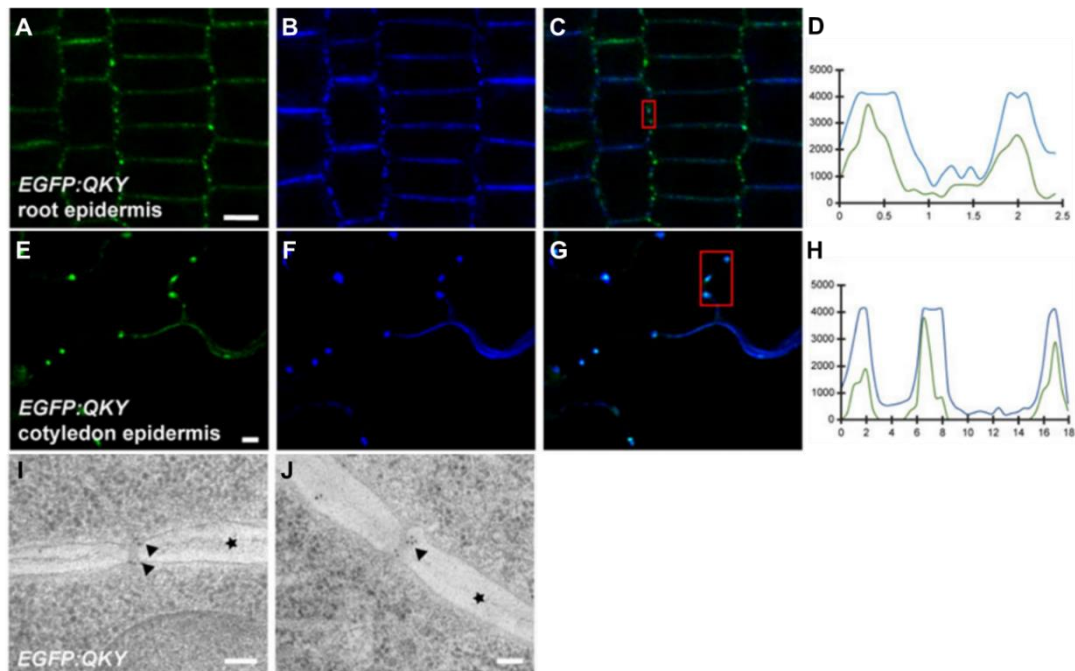 A
B
C
D
EGFP:QKY
root epidermis
5000
4000
3000
2000
1000
0
0 0.5 1 1.5 2 2.5
E
F
G
H
EGFP:QKY
cotyledon epidermis
5000
4000
3000
2000
1000
0
0 2 4 6 8 10 12 14 16 18
I
J
EGFP:QKY